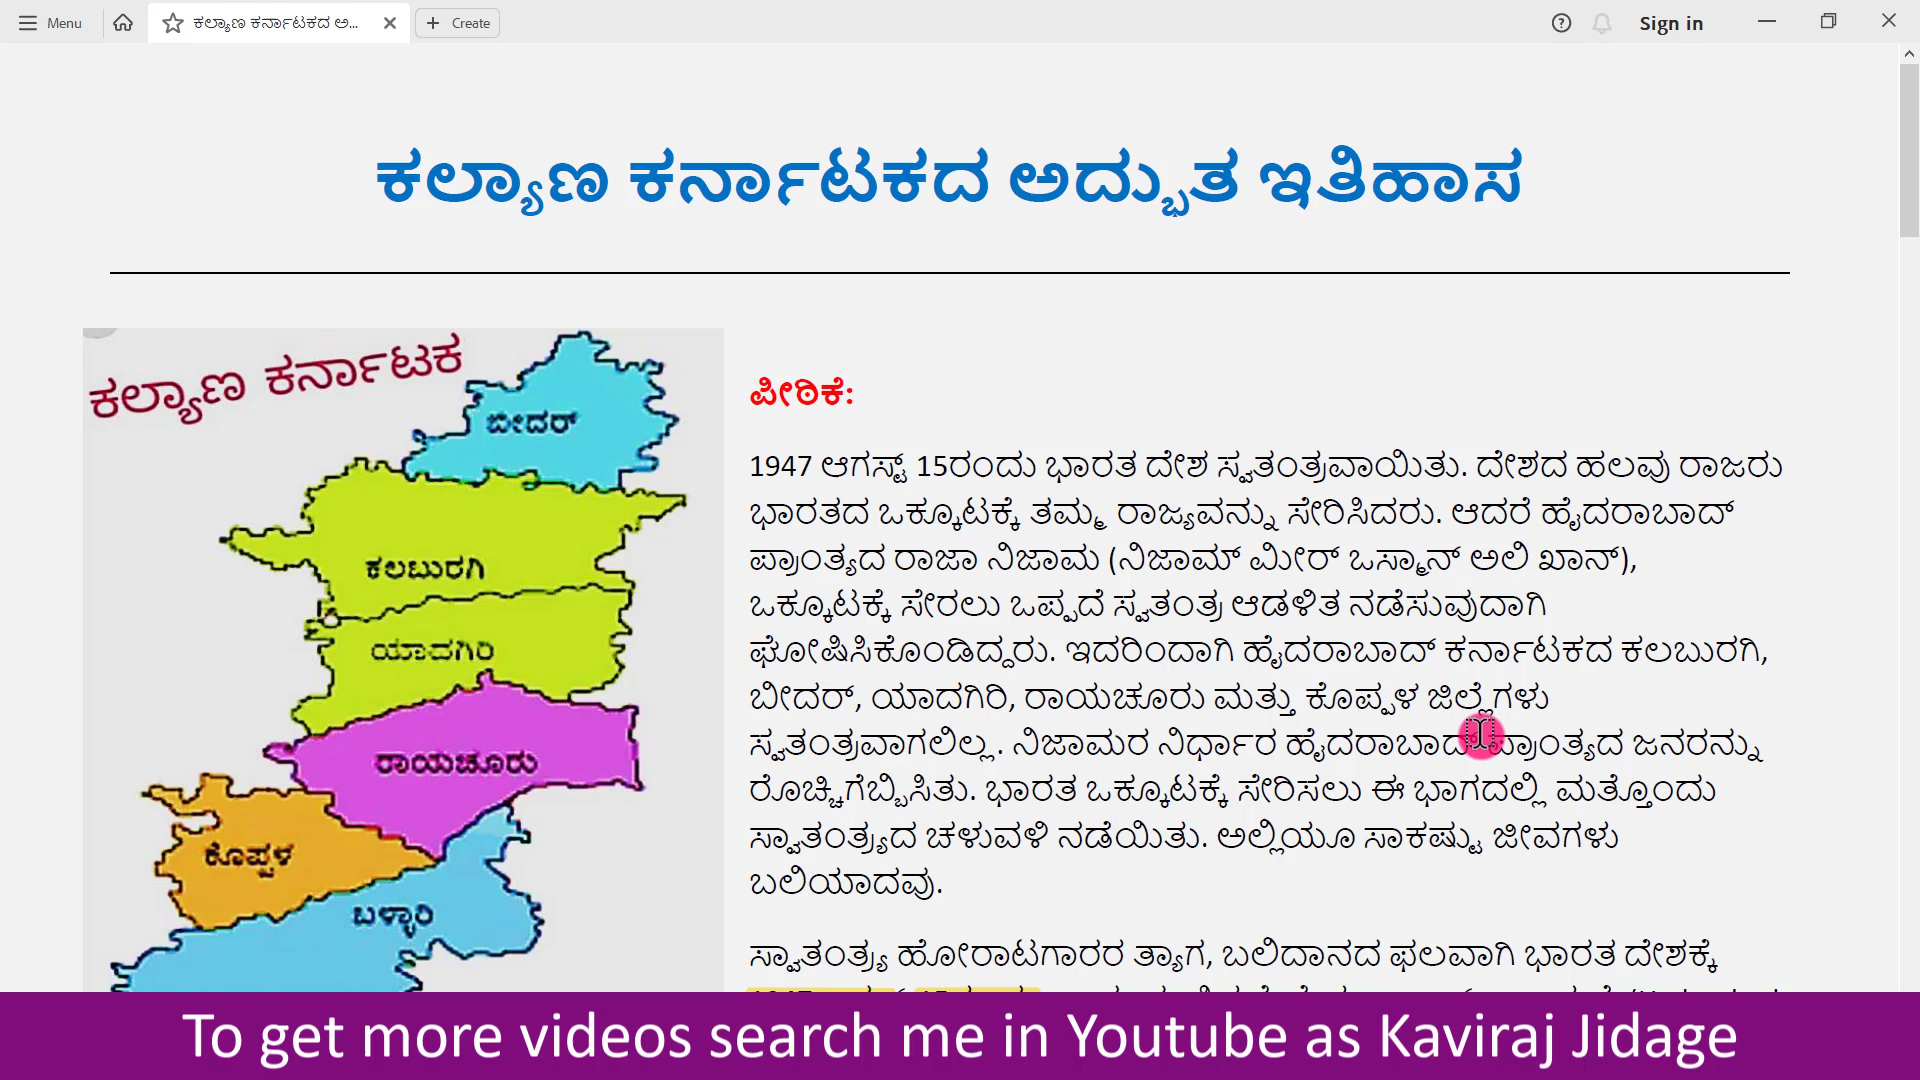 Menu
ಕಲ್ಯಾಣ ಕರ್ನಾಟಕದ ಅ...
Create
Sign in
ಕಲ್ಯಾಣ ಕರ್ನಾಟಕದ ಅದ್ಭುತ ಇತಿಹಾಸ
ಕಲ್ಯಾಣ ಕರ್ನಾಟಕ
ಬೀದರ್
ಕಲಬುರಗಿ
ಯಾದಗಿರಿ
ರಾಯಚೂರು
ಕೊಪ್ಪಳ
ಬಳ್ಳಾರಿ
ಪೀಠಿಕೆ:
1947 ಆಗಸ್ಟ್ 15ರಂದು ಭಾರತ ದೇಶ ಸ್ವತಂತ್ರವಾಯಿತು. ದೇಶದ ಹಲವು ರಾಜರು
ಭಾರತದ ಒಕ್ಕೂಟಕ್ಕೆ ತಮ್ಮ ರಾಜ್ಯವನ್ನು ಸೇರಿಸಿದರು. ಆದರೆ ಹೈದರಾಬಾದ್
ಪ್ರಾಂತ್ಯದ ರಾಜಾ ನಿಜಾಮ (ನಿಜಾಮ್ ಮೀರ್ ಒಸ್ಮಾನ್ ಅಲಿ ಖಾನ್),
ಒಕ್ಕೂಟಕ್ಕೆ ಸೇರಲು ಒಪ್ಪದೆ ಸ್ವತಂತ್ರ ಆಡಳಿತ ನಡೆಸುವುದಾಗಿ
ಘೋಷಿಸಿಕೊಂಡಿದ್ದರು. ಇದರಿಂದಾಗಿ ಹೈದರಾಬಾದ್ ಕರ್ನಾಟಕದ ಕಲಬುರಗಿ,
ಬೀದರ್, ಯಾದಗಿರಿ, ರಾಯಚೂರು ಮತ್ತು ಕೊಪ್ಪಳ ಜಿಲ್ಲೆಗಳು
ಸ್ವತಂತ್ರವಾಗಲಿಲ್ಲ. ನಿಜಾಮರ ನಿರ್ಧಾರ ಹೈದರಾಬಾದ್ ಪ್ರಾಂತ್ಯದ ಜನರನ್ನು
ರೊಚ್ಚಿಗೆಬ್ಬಿಸಿತು. ಭಾರತ ಒಕ್ಕೂಟಕ್ಕೆ ಸೇರಿಸಲು ಈ ಭಾಗದಲ್ಲಿ ಮತ್ತೊಂದು
ಸ್ವಾತಂತ್ರ್ಯದ ಚಳುವಳಿ ನಡೆಯಿತು. ಅಲ್ಲಿಯೂ ಸಾಕಷ್ಟು ಜೀವಗಳು
ಬಲಿಯಾದವು.
ಸ್ವಾತಂತ್ರ್ಯ ಹೋರಾಟಗಾರರ ತ್ಯಾಗ, ಬಲಿದಾನದ ಫಲವಾಗಿ ಭಾರತ ದೇಶಕ್ಕೆ
To get more videos search me in Youtube as Kaviraj Jidage